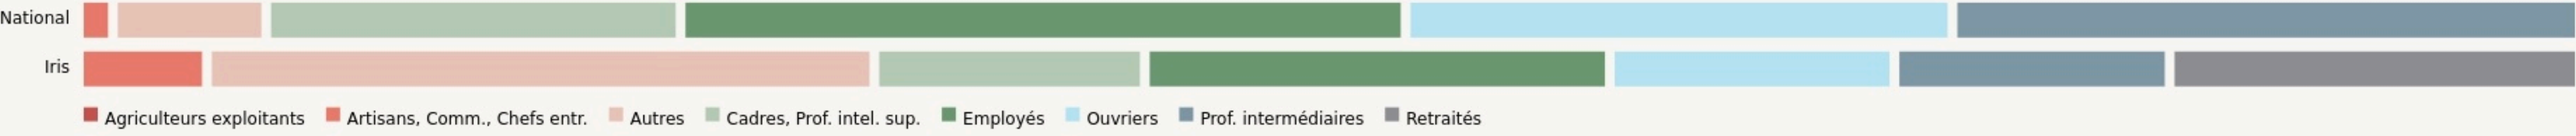 National
Iris
Agriculteurs exploitants Artisans, Comm., Chefs entr. Autres Cadres, Prof. intel. sup. Employés Ouvriers Prof. intermédiaires Retraités